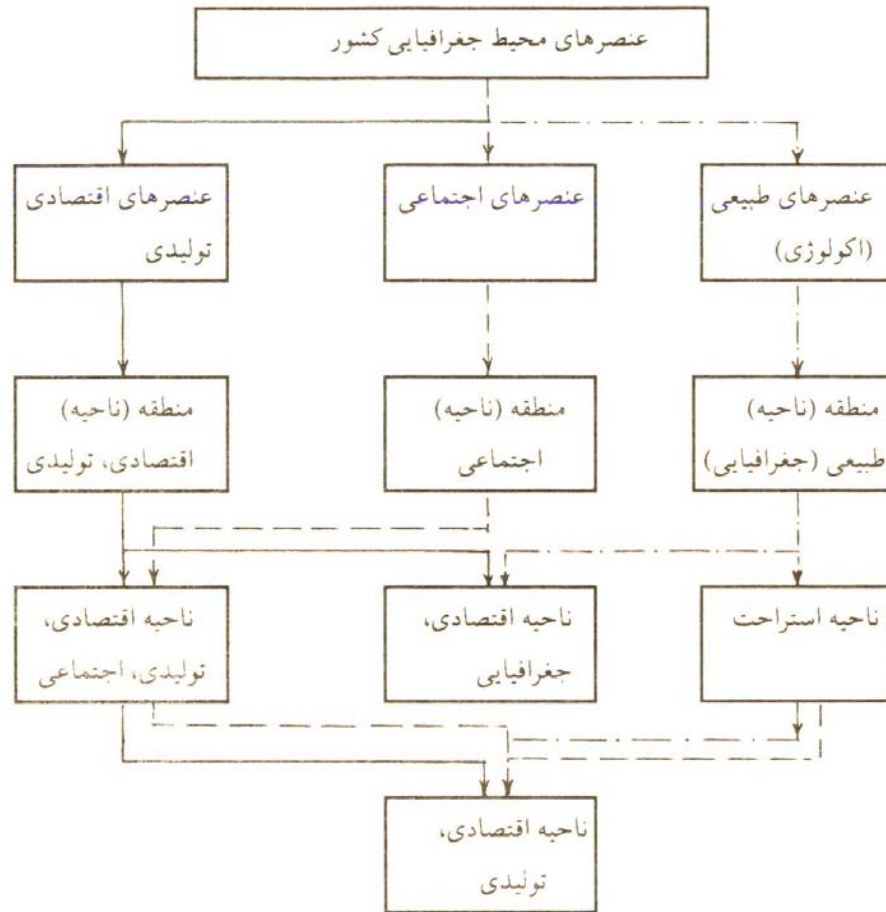 عنصرهای محیط جغرافیایی کشور
عنصرهای طبیعی
(اکولوژی)
عنصرهای اجتماعی
عنصرهای اقتصادی
تولیدی
منطقه (ناحیه)
طبیعی (جغرافیایی)
منطقه (ناحیه)
اجتماعی
منطقه (ناحیه)
اقتصادی، تولیدی
ناحیه استراحت
ناحیه اقتصادی،
جغرافیایی
ناحیه اقتصادی،
تولیدی، اجتماعی
ناحیه اقتصادی،
تولیدی